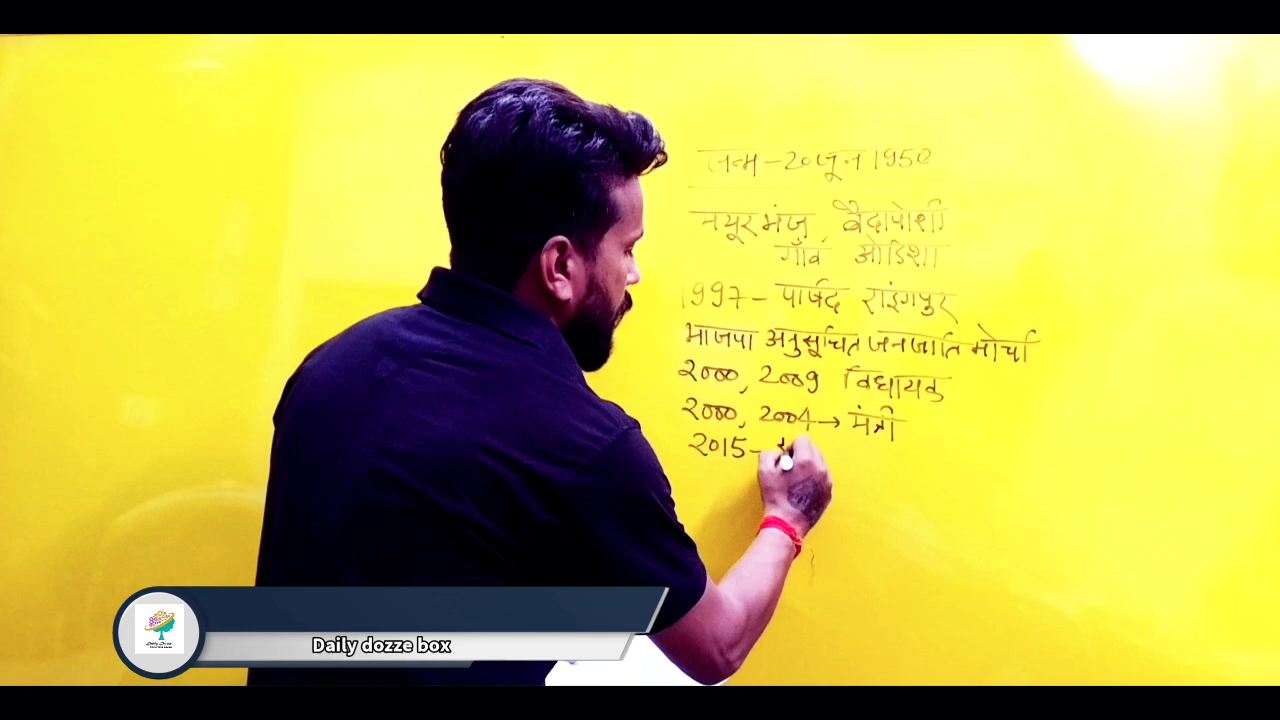 जन्म - 20 जून 1958
मयूरभंज, बैदापोशी
गाँव ओडिशा
1997 - पार्षद राइंगपुर
भाजपा अनुसूचित जनजाति मोर्चा
2000, 2009 विधायक
2000, 2004 → मंत्री
2015 -
Daily dozze box